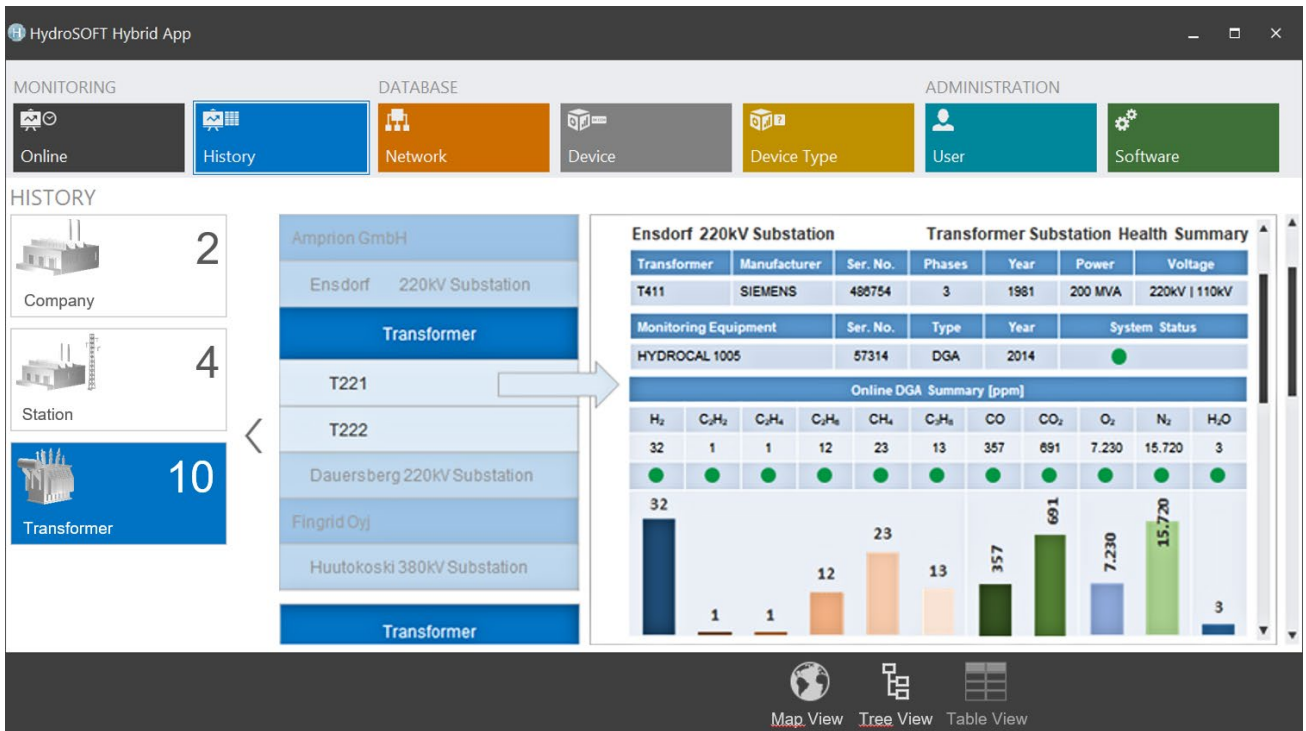 HydroSOFT Hybrid App
MONITORING DATABASE ADMINISTRATION
Online History Network Device Device Type User Software
HISTORY
2
Company
4
Station
10
Transformer
Amprion GmbH
Ensdorf 220kV Substation
Transformer
T221
T222
Dauersberg 220kV Substation
Fingrid Oyj
Huutokoski 380kV Substation
Transformer
Ensdorf 220kV Substation Transformer Substation Health Summary
Transformer Manufacturer Ser. No. Phases Year Power Voltage
T411 SIEMENS 486754 3 1981 200 MVA 220kV | 110kV
Monitoring Equipment Ser. No. Type Year System Status
HYDROCAL 1005 57314 DGA 2014
Online DGA Summary [ppm]
H₂ C₂H₂ C₂H₄ C₂H₆ CH₄ C₃H₈ CO CO₂ O₂ N₂ H₂O
32 1 1 12 23 13 357 691 7.230 15.720 3
32 1 1 12 23 13 357 691 7.230 15.720 3
Map View Tree View Table View